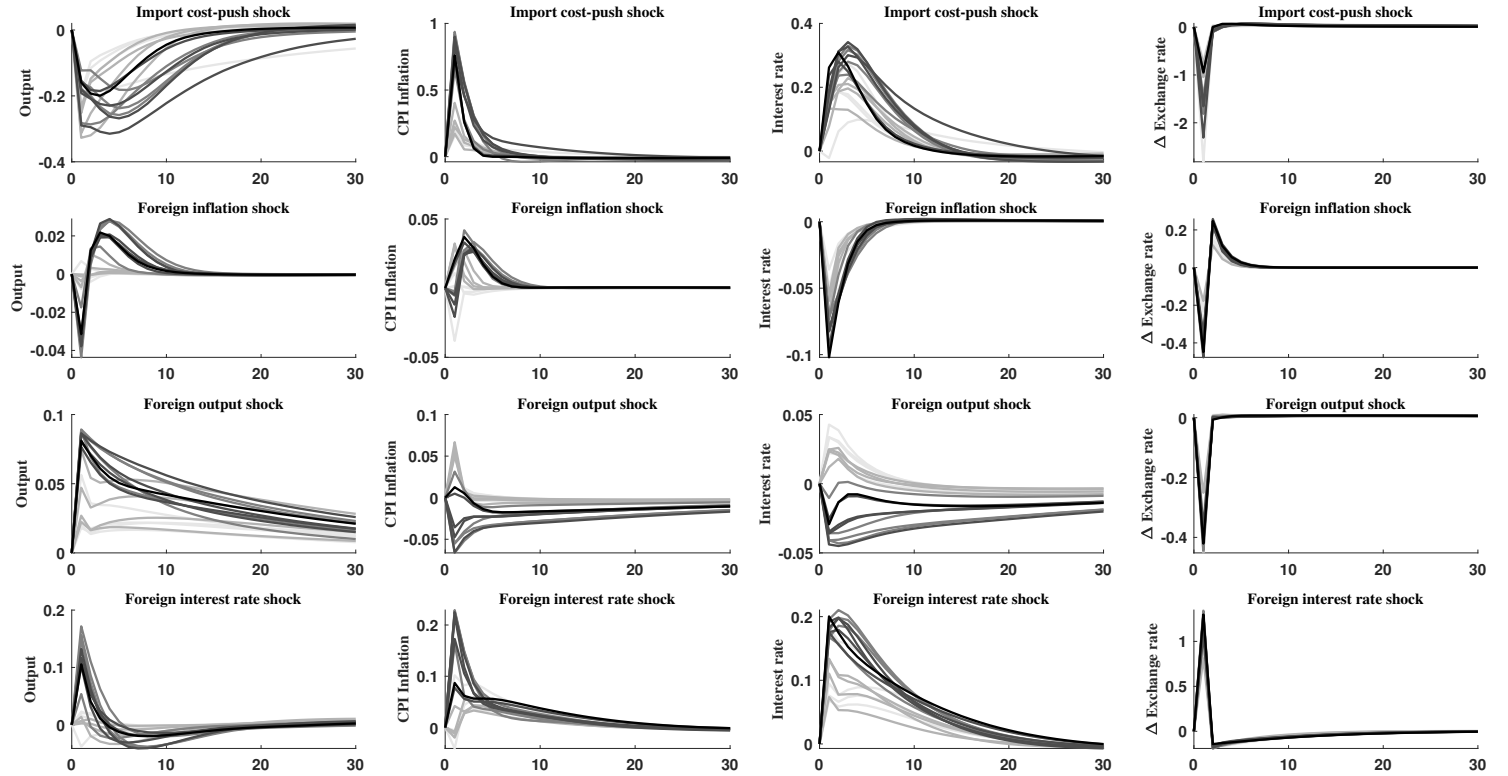 Import cost-push shock
Output
0
-0.2
-0.4
0 10 20 30
Import cost-push shock
CPI Inflation
1
0.5
0
0 10 20 30
Import cost-push shock
Interest rate
0.4
0.2
0
0 10 20 30
Import cost-push shock
Δ Exchange rate
0
-1
-2
0 10 20 30
Foreign inflation shock
Output
0.02
0
-0.02
-0.04
0 10 20 30
Foreign inflation shock
CPI Inflation
0.05
0
-0.05
0 10 20 30
Foreign inflation shock
Interest rate
0
-0.05
-0.1
0 10 20 30
Foreign inflation shock
Δ Exchange rate
0.2
0
-0.2
-0.4
0 10 20 30
Foreign output shock
Output
0.1
0.05
0
0 10 20 30
Foreign output shock
CPI Inflation
0.1
0.05
0
-0.05
0 10 20 30
Foreign output shock
Interest rate
0.05
0
-0.05
0 10 20 30
Foreign output shock
Δ Exchange rate
0
-0.2
-0.4
0 10 20 30
Foreign interest rate shock
Output
0.2
0.1
0
0 10 20 30
Foreign interest rate shock
CPI Inflation
0.2
0.1
0
0 10 20 30
Foreign interest rate shock
Interest rate
0.2
0.1
0
0 10 20 30
Foreign interest rate shock
Δ Exchange rate
1
0.5
0
0 10 20 30